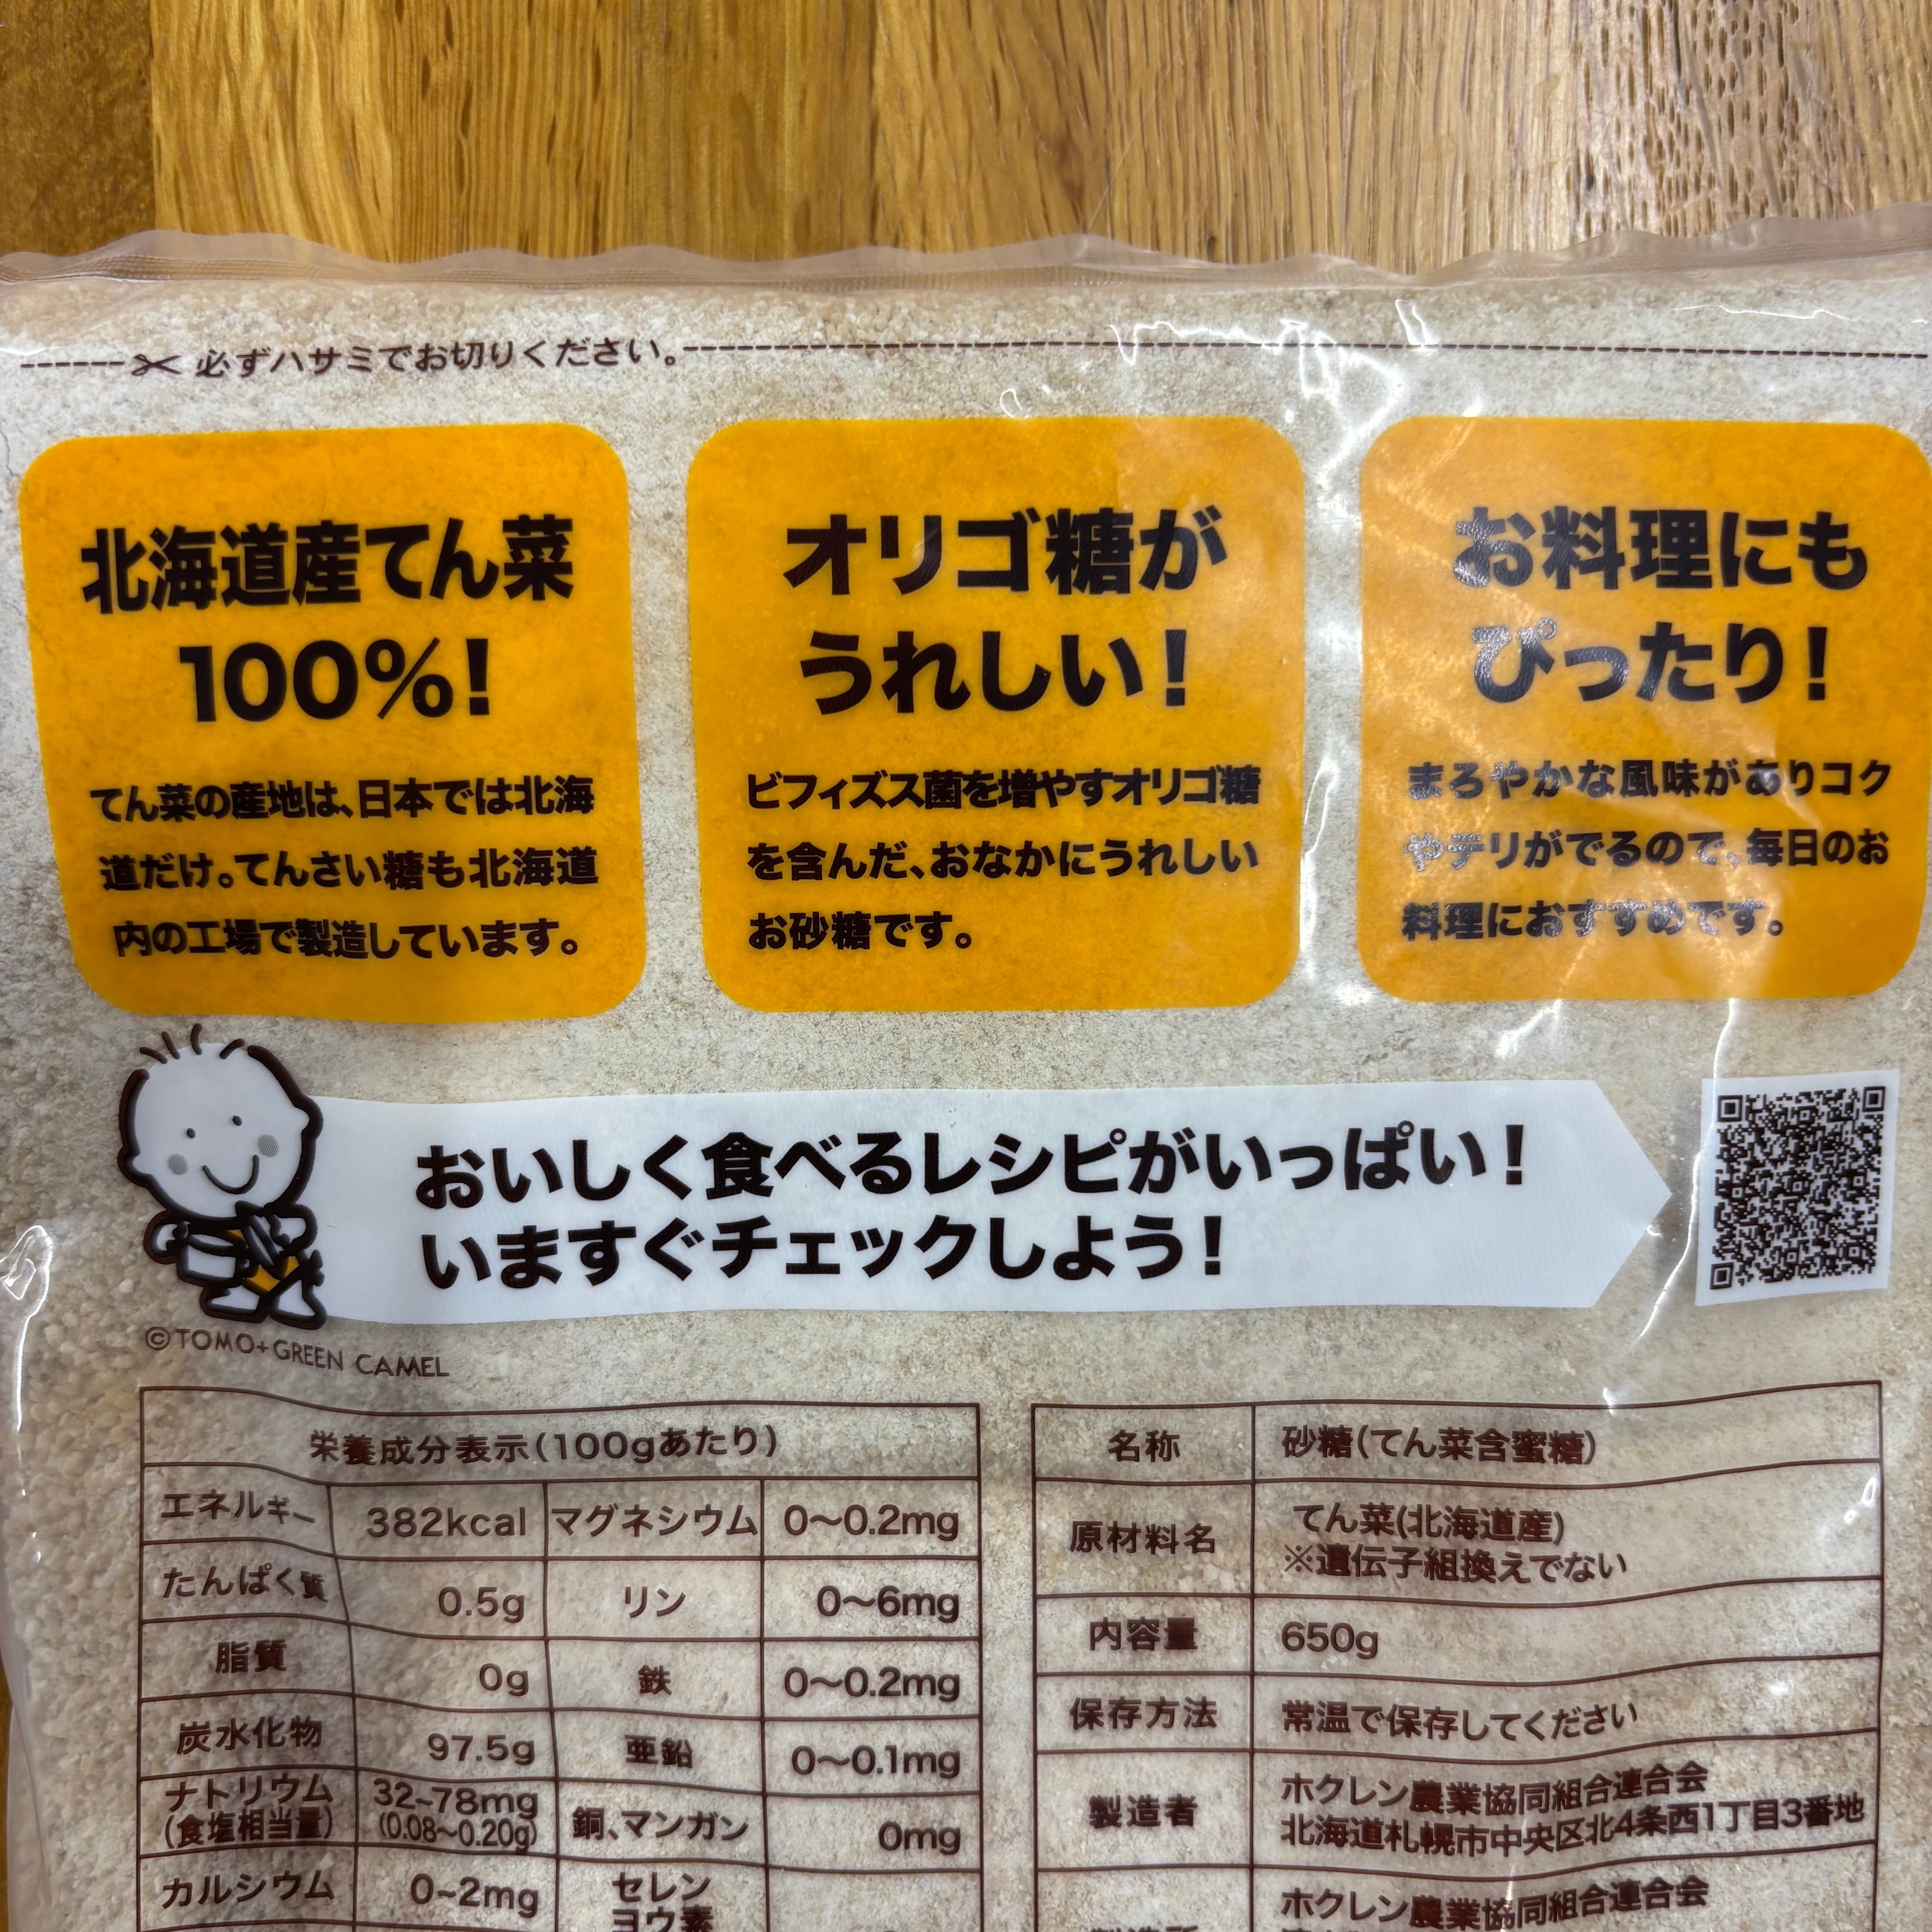 必ずハサミでお切りください。
北海道産てん菜
100%!
てん菜の産地は、日本では北海
道だけ。てんさい糖も北海道
内の工場で製造しています。
オリゴ糖が
うれしい!
ビフィズス菌を増やすオリゴ糖
を含んだ、おなかにうれしい
お砂糖です。
お料理にも
ぴったり!
まろやかな風味がありコク
やテリがでるので、毎日のお
料理におすすめです。
おいしく食べるレシピがいっぱい!
いますぐチェックしよう!
©TOMO+GREEN CAMEL
栄養成分表示(100gあたり)
エネルギー 382kcal マグネシウム 0〜0.2mg
たんぱく質 0.5g リン 0〜6mg
脂質 0g 鉄 0〜0.2mg
炭水化物 97.5g 亜鉛 0〜0.1mg
ナトリウム 32~78mg 銅、マンガン 0mg
(食塩相当量) (0.08〜0.20g)
カルシウム 0~2mg セレン
ヨウ素
名称 砂糖(てん菜含蜜糖)
原材料名 てん菜(北海道産)
※遺伝子組換えでない
内容量 650g
保存方法 常温で保存してください
製造者 ホクレン農業協同組合連合会
北海道札幌市中央区北4条西1丁目3番地
ホクレン農業協同組合連合会